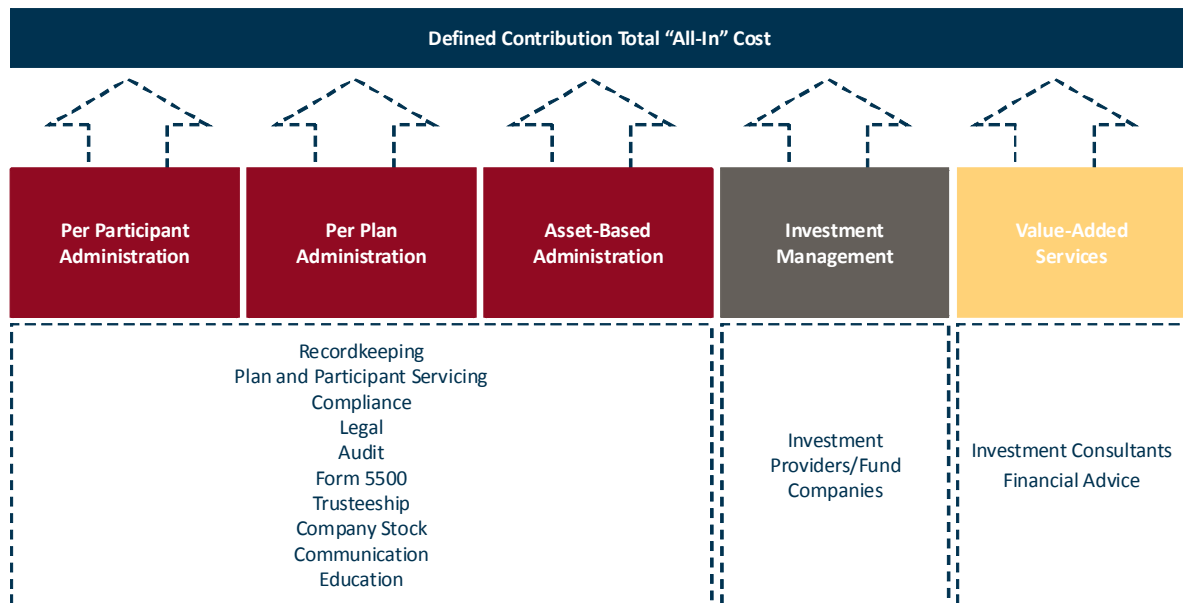 Defined Contribution Total “All-In” Cost
Per Participant
Administration
Per Plan
Administration
Asset-Based
Administration
Investment
Management
Value-Added
Services
Recordkeeping
Plan and Participant Servicing
Compliance
Legal
Audit
Form 5500
Trusteeship
Company Stock
Communication
Education
Investment
Providers/Fund
Companies
Investment Consultants
Financial Advice